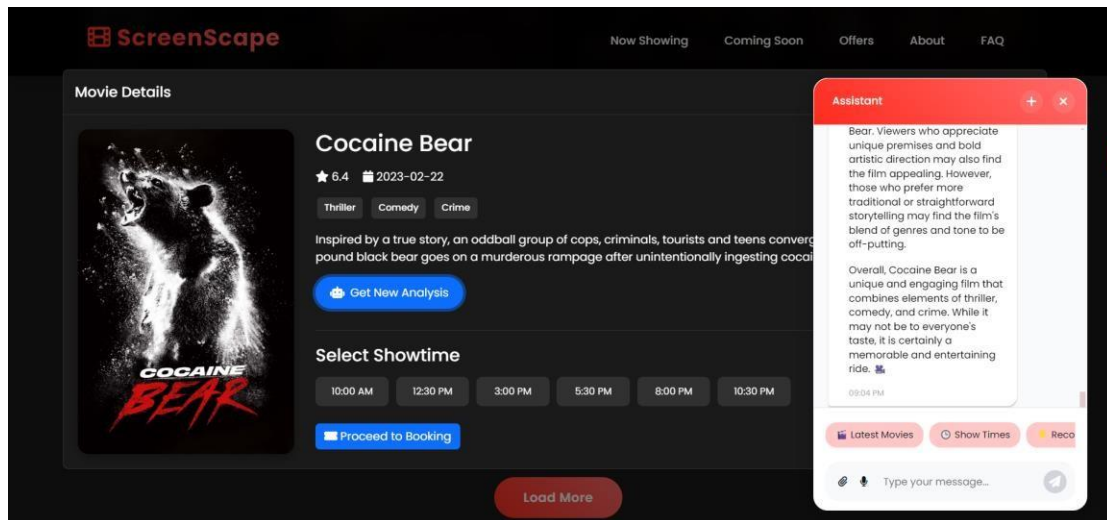 ScreenScape
Now Showing
Coming Soon
Offers
About
FAQ
Movie Details
COCAINE
BEAR
Cocaine Bear
6.4 2023-02-22
Thriller Comedy Crime
Inspired by a true story, an oddball group of cops, criminals, tourists and teens converg
pound black bear goes on a murderous rampage after unintentionally ingesting cocai
Get New Analysis
Select Showtime
10:00 AM 12:30 PM 3:00 PM 5:30 PM 8:00 PM 10:30 PM
Proceed to Booking
Load More
Assistant
Bear. Viewers who appreciate
unique premises and bold
artistic direction may also find
the film appealing. However,
those who prefer more
traditional or straightforward
storytelling may find the film's
blend of genres and tone to be
off-putting.
Overall, Cocaine Bear is a
unique and engaging film that
combines elements of thriller,
comedy, and crime. While it
may not be to everyone's
taste, it is certainly a
memorable and entertaining
ride.
09:04 PM
Latest Movies
Show Times
Reco
Type your message...